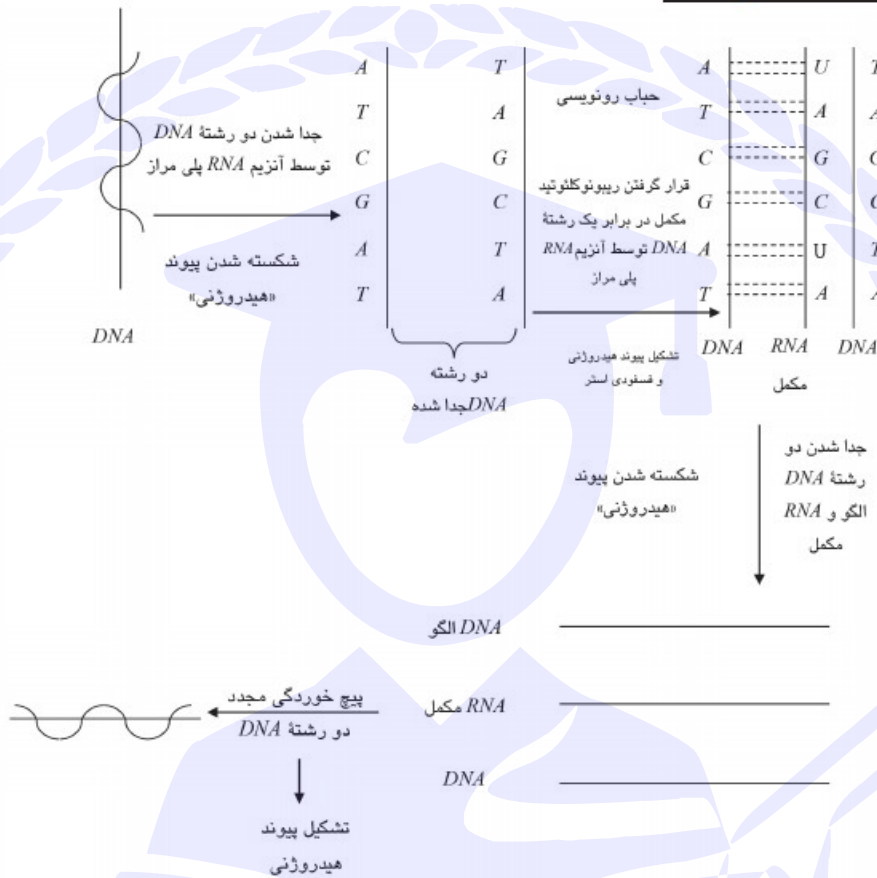 جدا شدن دو رشتهٔ DNA
توسط آنزیم RNA پلی مراز
شکسته شدن پیوند
«هیدروژنی»
DNA
A T
T A
C G
G C
A T
T A
دو رشته
DNA جدا شده
حباب رونویسی
قرار گرفتن ریبونوکلئوتید
مکمل در برابر یک رشتهٔ
DNA توسط آنزیم RNA
پلی مراز
تشکیل پیوند هیدروژنی
و فسفودی استر
A U T
T A A
C G
G C
A U T
T A A
DNA RNA DNA
مکمل
جدا شدن دو
رشتهٔ DNA
الگو و RNA
مکمل
شکسته شدن پیوند
«هیدروژنی»
DNA الگو
RNA مکمل
DNA
پیچ خوردگی مجدد
دو رشتهٔ DNA
تشکیل پیوند
هیدروژنی